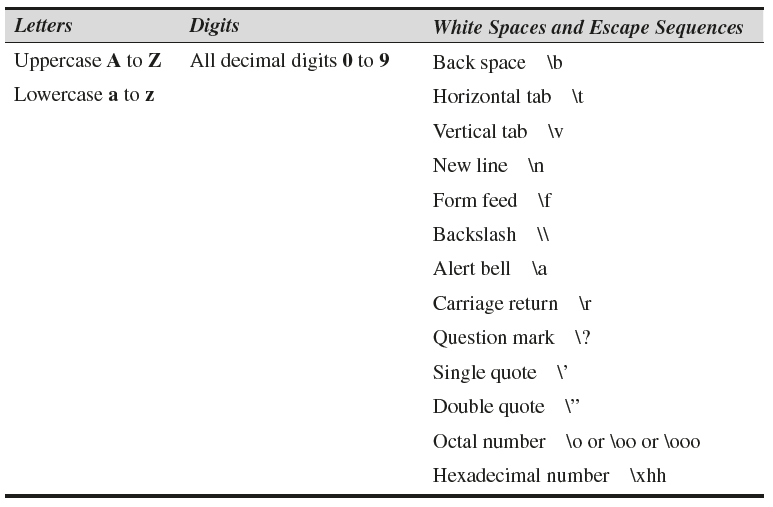 Letters Digits White Spaces and Escape Sequences
Uppercase A to Z All decimal digits 0 to 9 Back space \b
Lowercase a to z Horizontal tab \t
Vertical tab \v
New line \n
Form feed \f
Backslash \\
Alert bell \a
Carriage return \r
Question mark \?
Single quote \’
Double quote \”
Octal number \o or \oo or \ooo
Hexadecimal number \xhh